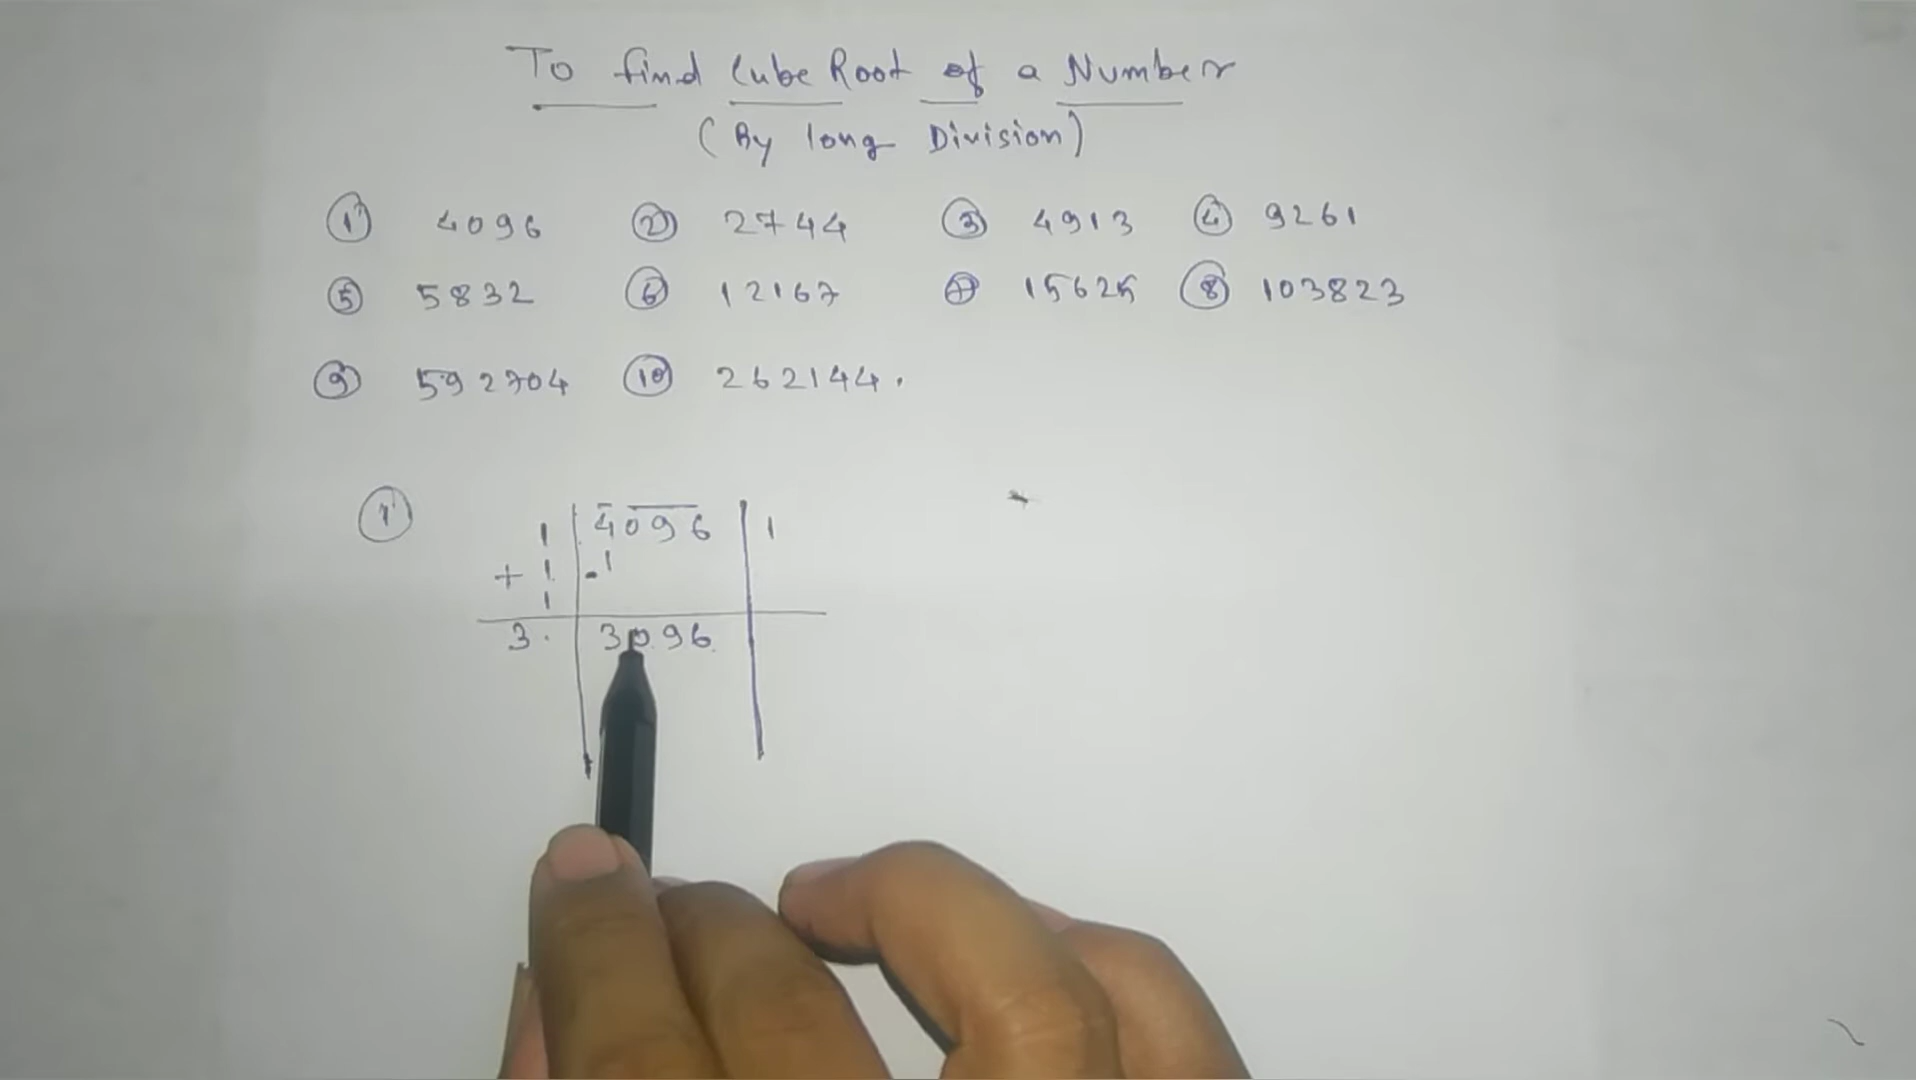 To find Cube Root of a Number
(By long Division)
① 4096 ② 2744 ③ 4913 ④ 9261
⑤ 5832 ⑥ 12167 ⑦ 15625 ⑧ 103823
⑨ 592704 ⑩ 262144.
① 1 4096 1
+ 1 - 1
1
3. 3096